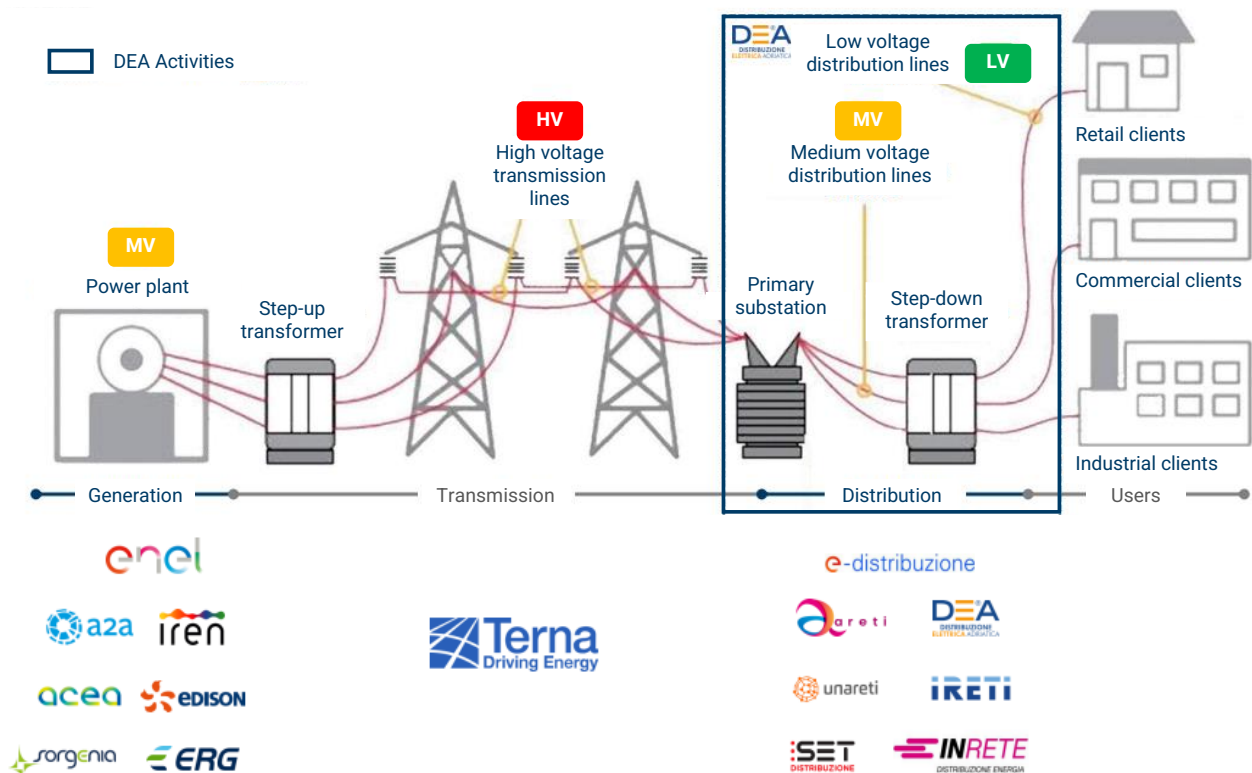 DEA
DISTRIBUZIONE
ELETTRICA ADRIATICA
Low voltage
distribution lines
LV
DEA Activities
HV
High voltage
transmission
lines
MV
Medium voltage
distribution lines
Retail clients
MV
Power plant
Step-up
transformer
Primary
substation
Step-down
transformer
Commercial clients
Industrial clients
Generation
Transmission
Distribution
Users
enel
e-distribuzione
a2a
iren
Terna
Driving Energy
areti
DEA
DISTRIBUZIONE
ELETTRICA ADRIATICA
acea
EDISON
unareti
IRETI
sorgenia
ERG
SET
DISTRIBUZIONE
INRETE
DISTRIBUZIONE ENERGIA